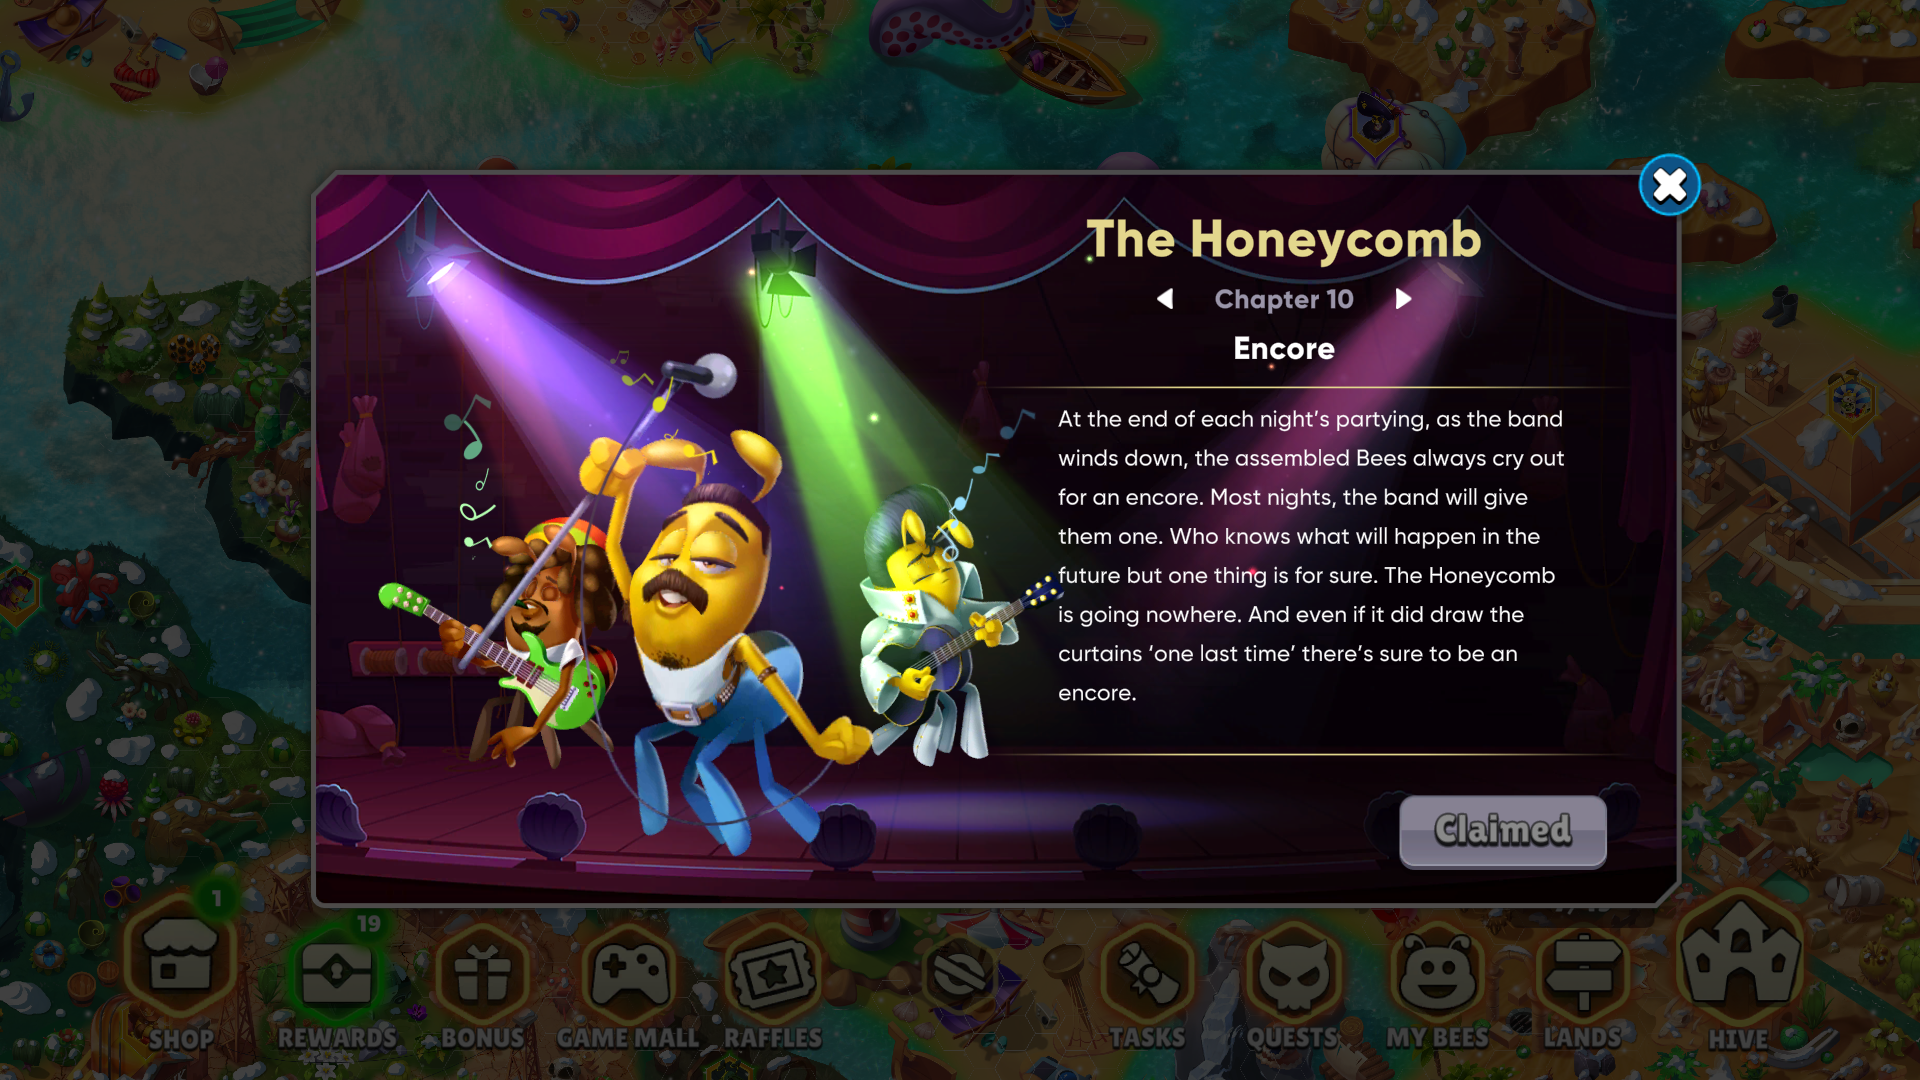 The Honeycomb
Chapter 10
Encore
At the end of each night’s partying, as the band
winds down, the assembled Bees always cry out
for an encore. Most nights, the band will give
them one. Who knows what will happen in the
future but one thing is for sure. The Honeycomb
is going nowhere. And even if it did draw the
curtains ‘one last time’ there’s sure to be an
encore.
Claimed
1
19
SHOP
REWARDS
BONUS
GAME MALL
RAFFLES
TASKS
QUESTS
MY BEES
LANDS
HIVE